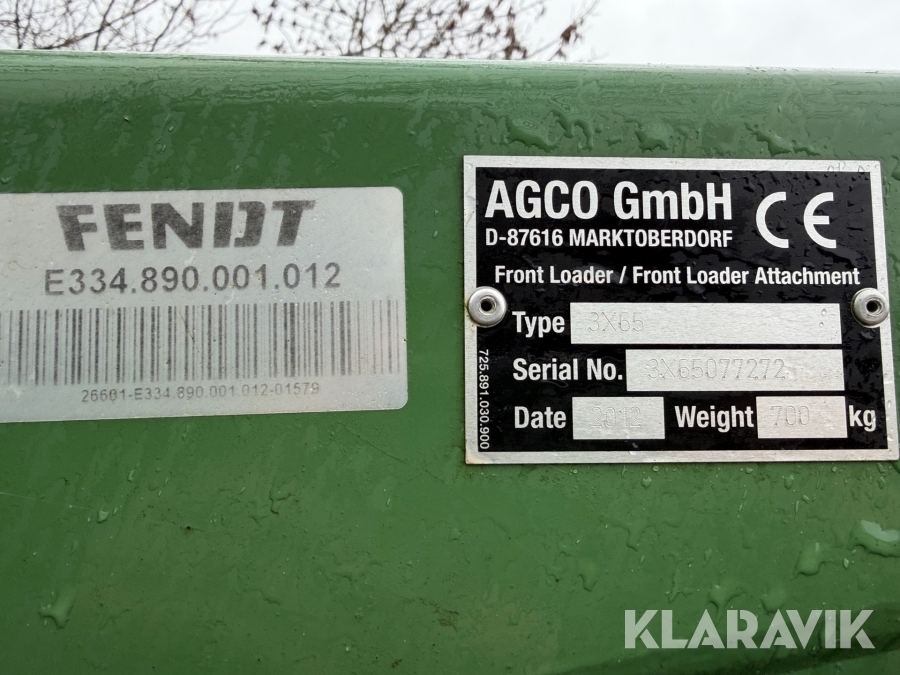 FENDT
E334.890.001.012
26601-E334.890.001.012-01579
AGCO GmbH
D-87616 MARKTOBERDORF
CE
Front Loader / Front Loader Attachment
Type 3X65
Serial No. 3X65077272
Date 2012 Weight 700 kg
725.891.030.900
KLARAVIK